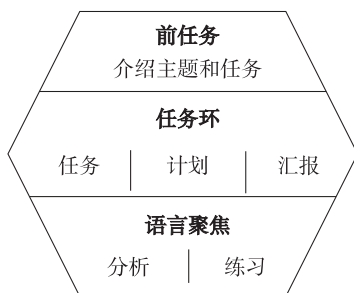 前任务
介绍主题和任务
任务环
任务 计划 汇报
语言聚焦
分析 练习